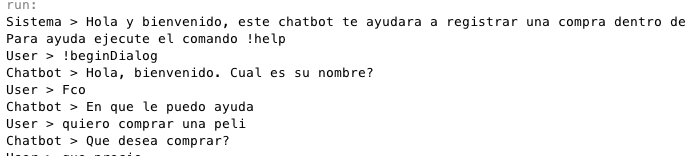 run:
Sistema > Hola y bienvenido, este chatbot te ayudara a registrar una compra dentro de
Para ayuda ejecute el comando !help
User > !beginDialog
Chatbot > Hola, bienvenido. Cual es su nombre?
User > Fco
Chatbot > En que le puedo ayuda
User > quiero comprar una peli
Chatbot > Que desea comprar?
User > que precio